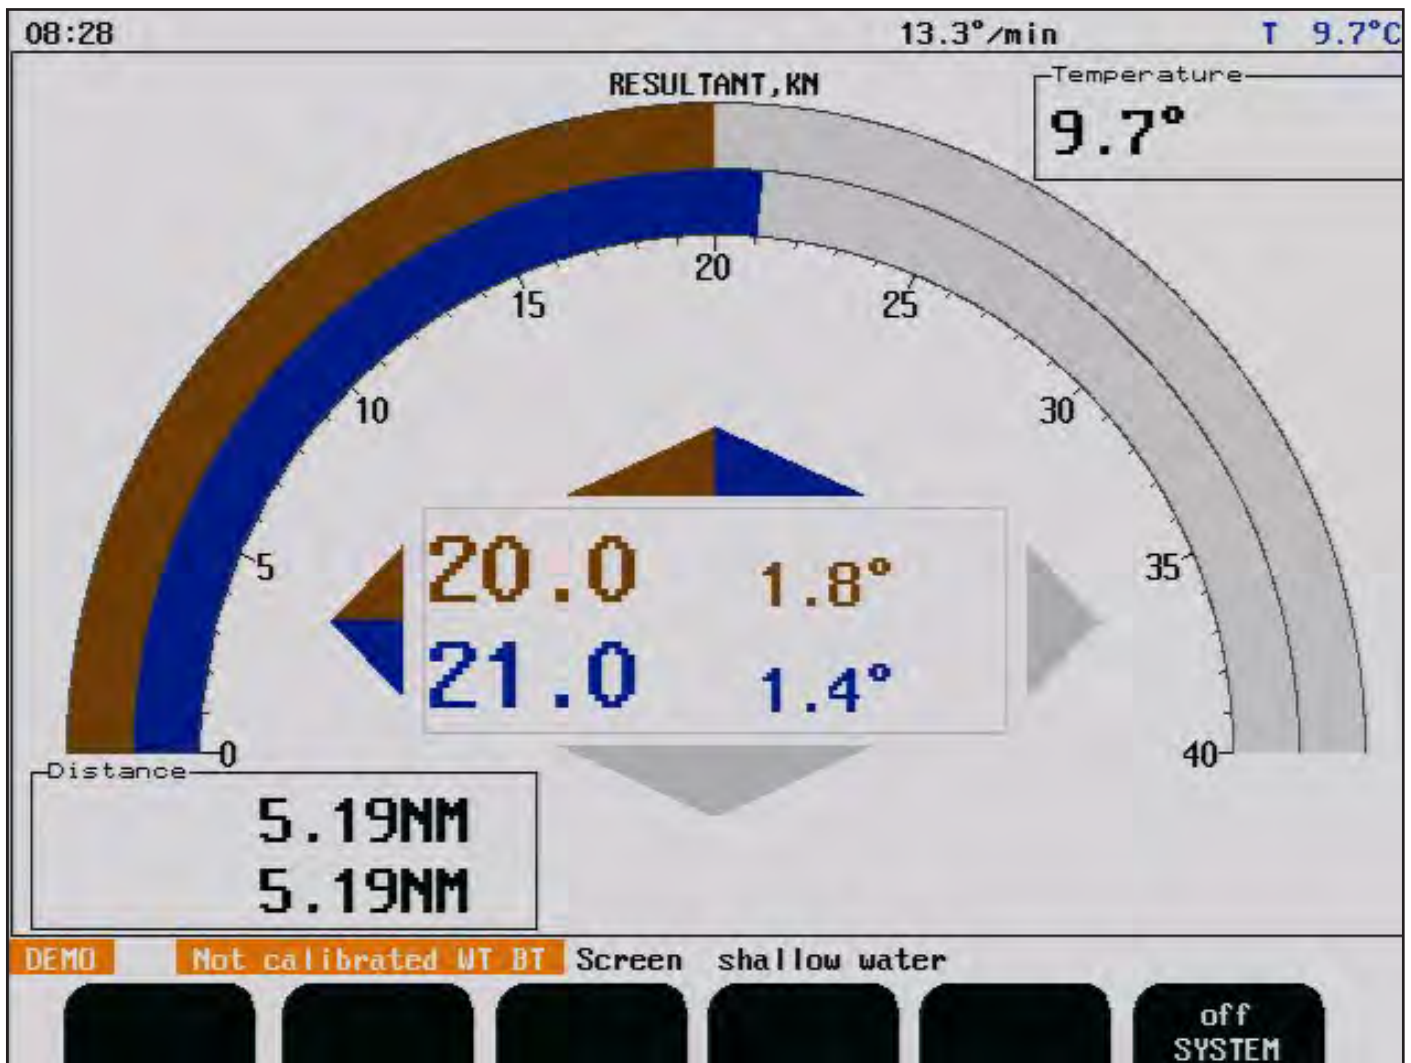 08:28 13.3°/min T 9.7°C
RESULTANT,KN
Temperature
9.7°
20
15 25
10 30
5 35
20.0 1.8°
21.0 1.4°
0 40
Distance
5.19NM
5.19NM
DEMO Not calibrated WT BT Screen shallow water
off
SYSTEM